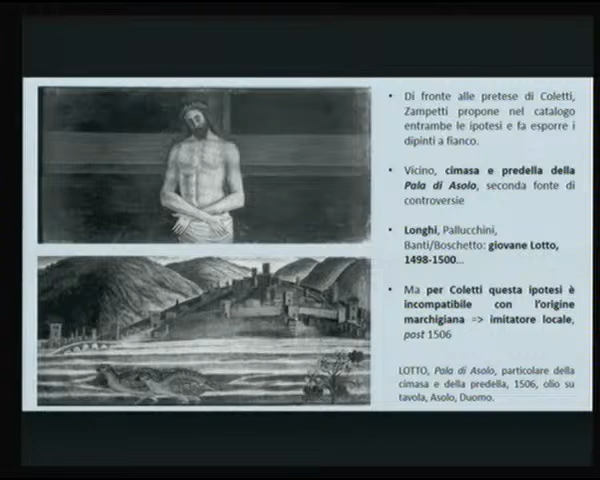 • Di fronte alle pretese di Coletti,
Zampetti propone nel catalogo
entrambe le ipotesi e fa esporre i
dipinti a fianco.
• Vicino, cimasa e predella della
Pala di Asolo, seconda fonte di
controversie
• Longhi, Pallucchini,
Banti/Boschetto: giovane Lotto,
1498-1500...
• Ma per Coletti questa ipotesi è
incompatibile con l'origine
marchigiana => imitatore locale,
post 1506
LOTTO, Pala di Asolo, particolare della
cimasa e della predella, 1506, olio su
tavola, Asolo, Duomo.